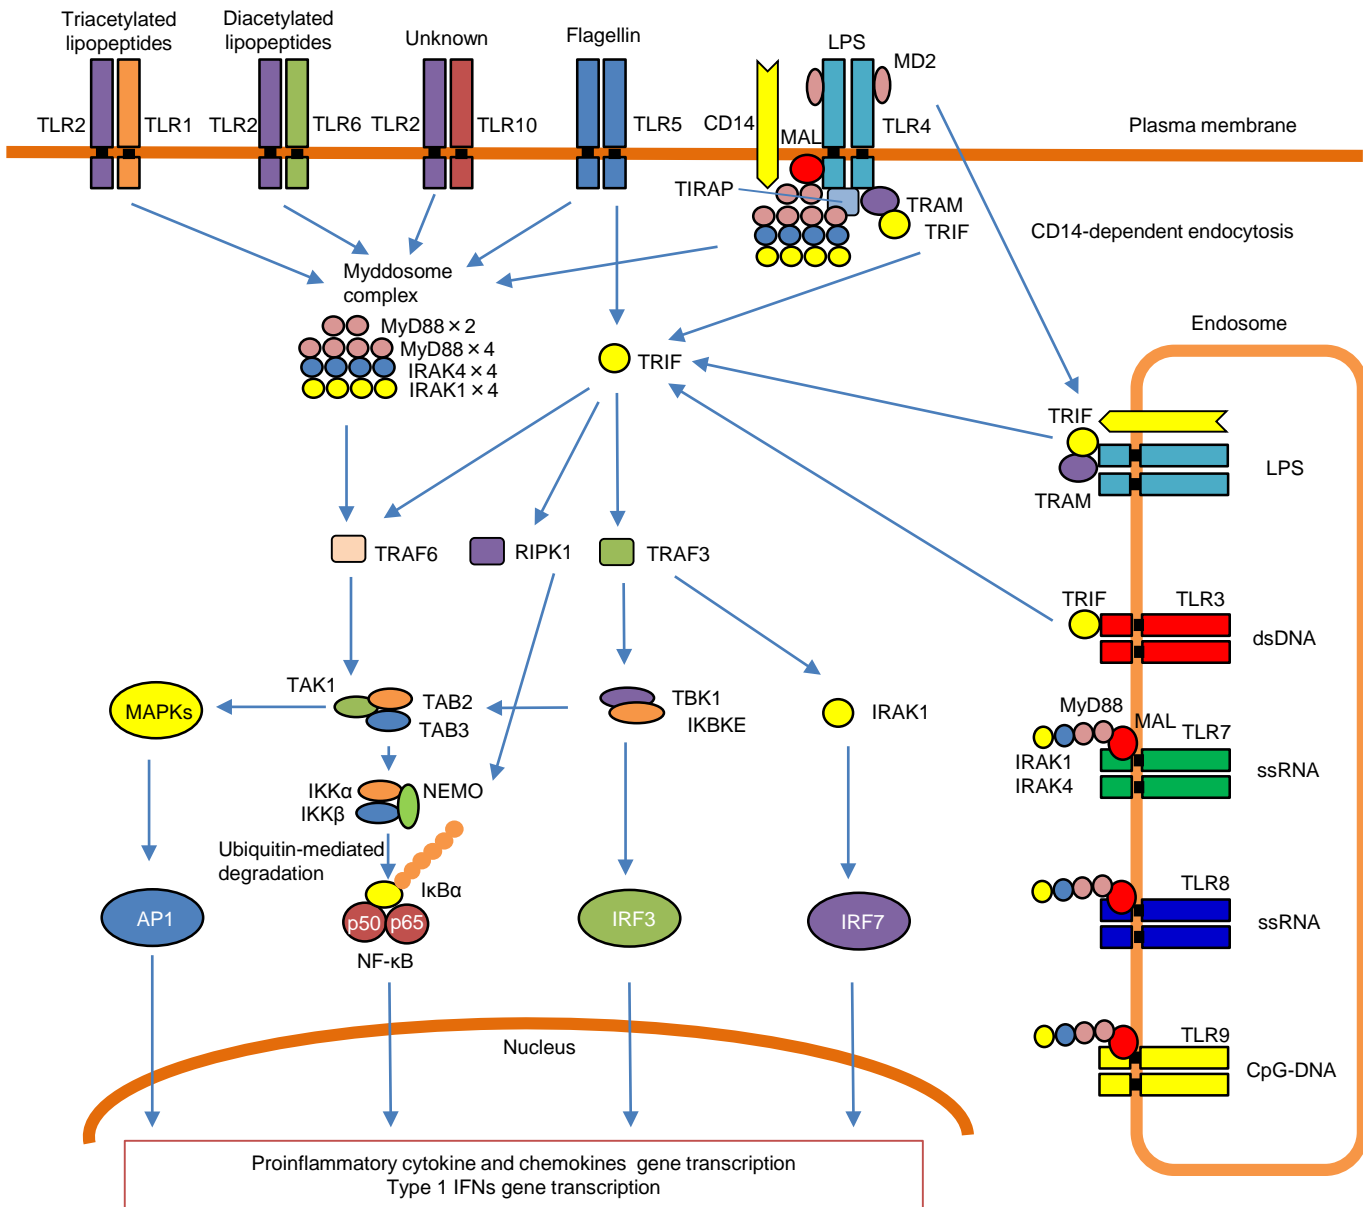 Triacetylated
lipopeptides
Diacetylated
lipopeptides
Unknown
Flagellin
LPS
MD2
TLR2
TLR1
TLR2
TLR6
TLR2
TLR10
TLR5
CD14
MAL
TLR4
Plasma membrane
TIRAP
TRAM
TRIF
CD14-dependent endocytosis
Myddosome
complex
MyD88 × 2
MyD88 × 4
IRAK4 × 4
IRAK1 × 4
TRIF
Endosome
TRIF
LPS
TRAM
TRAF6
RIPK1
TRAF3
TRIF
TLR3
dsDNA
TAK1
TAB2
TAB3
MAPKs
TBK1
IKBKE
IRAK1
MyD88
MAL
TLR7
IRAK1
IRAK4
ssRNA
IKKα
IKKβ
NEMO
Ubiquitin-mediated
degradation
IκBα
p50
p65
NF-κB
AP1
IRF3
IRF7
TLR8
ssRNA
Nucleus
TLR9
CpG-DNA
Proinflammatory cytokine and chemokines gene transcription
Type 1 IFNs gene transcription